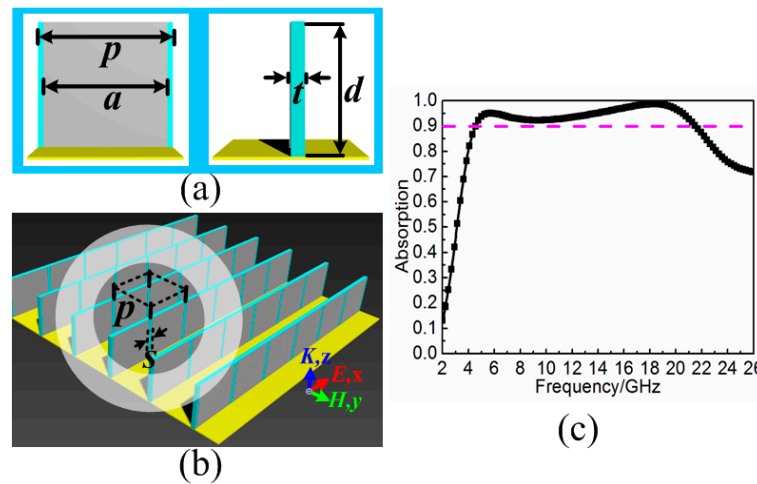 p
a
t
d
(a)
p
s
K,z
E,x
H,y
(b)
1.0
0.9
0.8
0.7
0.6
0.5
0.4
0.3
0.2
0.1
0.0
Absorption
2 4 6 8 10 12 14 16 18 20 22 24 26
Frequency/GHz
(c)